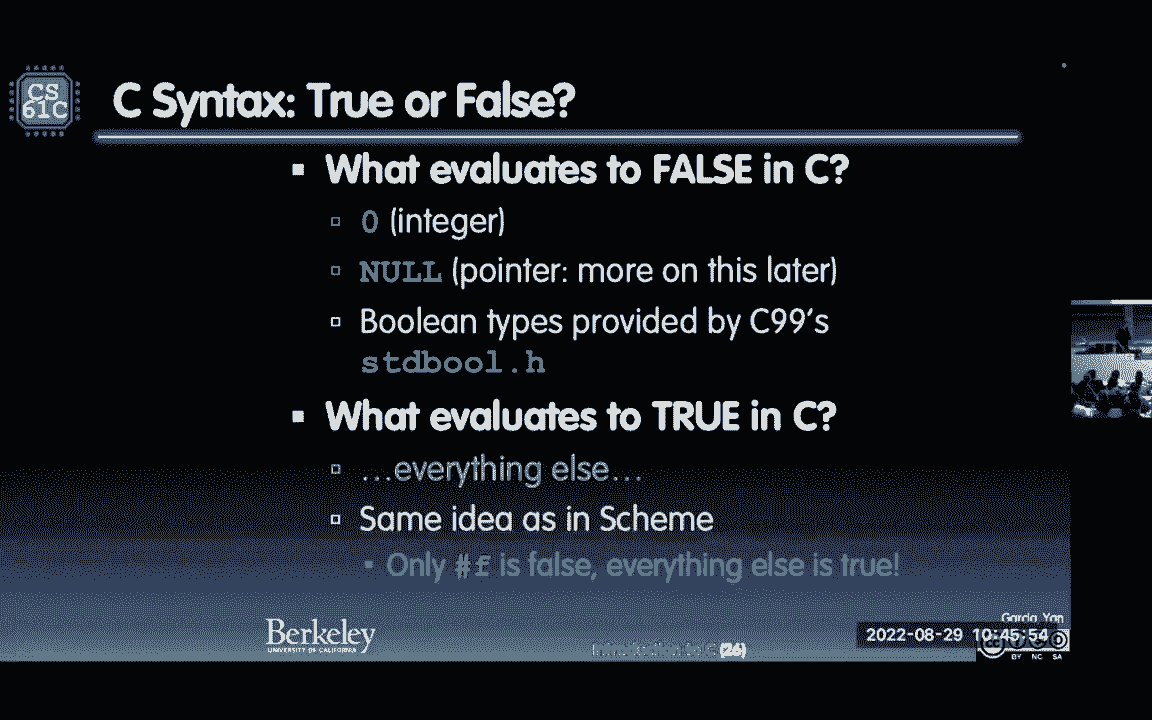 CS
61C
C Syntax: True or False?
▪ What evaluates to FALSE in C?
▫ 0 (integer)
▫ NULL (pointer: more on this later)
▫ Boolean types provided by C99's
stdbool.h
▪ What evaluates to TRUE in C?
▫ …everything else…
▫ Same idea as in Scheme
▪ Only #f is false, everything else is true!
Berkeley
UNIVERSITY OF CALIFORNIA
(26)
Garcia, Yan
2022-08-29 10:45:54
BY NC SA